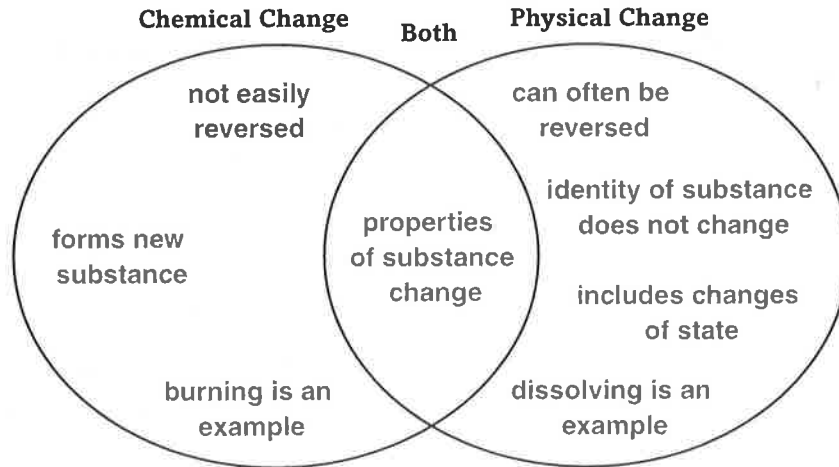 Chemical Change
Both
Physical Change
not easily
reversed
forms new
substance
burning is an
example
properties
of substance
change
can often be
reversed
identity of substance
does not change
includes changes
of state
dissolving is an
example